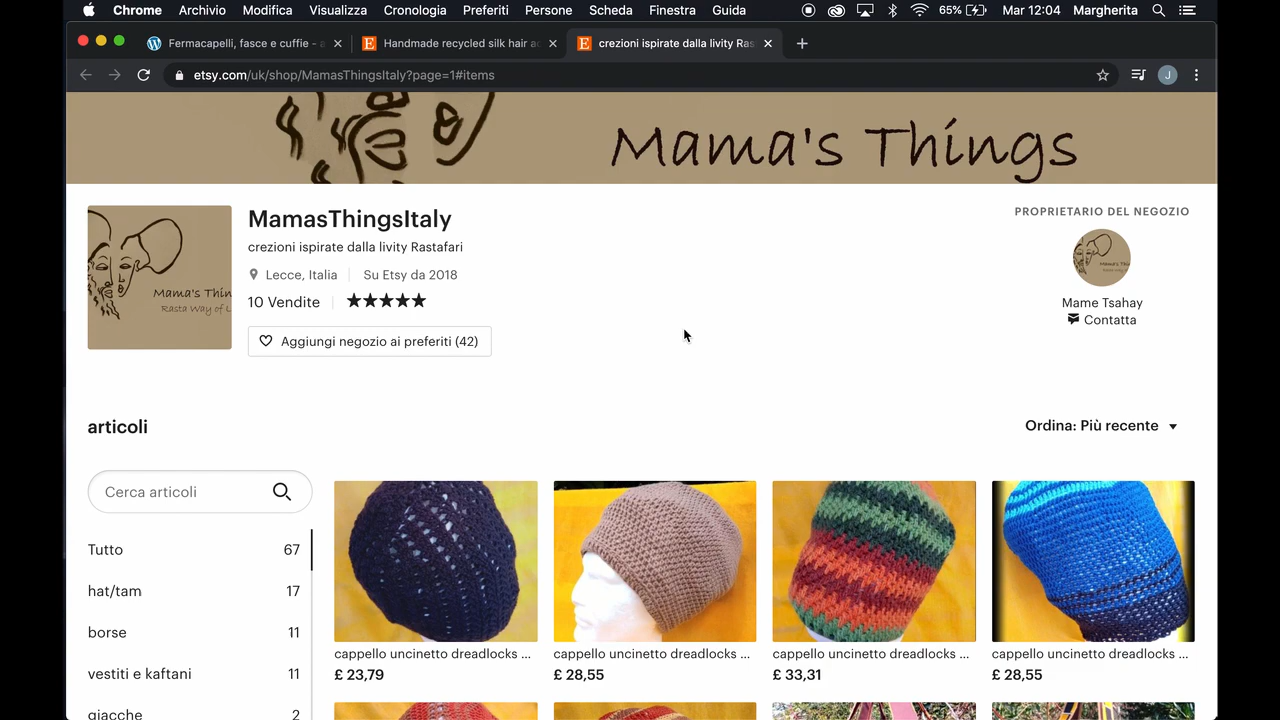 Chrome Archivio Modifica Visualizza Cronologia Preferiti Persone Scheda Finestra Guida 65% Mar 12:04 Margherita
Fermacapelli, fasce e cuffie -
Handmade recycled silk hair
crezioni ispirate dalla livity Ras
etsy.com/uk/shop/MamasThingsItaly?page=1#items
J
Mama's Things
MamasThingsItaly
crezioni ispirate dalla livity Rastafari
Lecce, Italia Su Etsy da 2018
10 Vendite
Aggiungi negozio ai preferiti (42)
Mama's Thin
Rasta Way of L
PROPRIETARIO DEL NEGOZIO
Mame Tsahay
Contatta
articoli
Ordina: Più recente
Cerca articoli
Tutto 67
hat/tam 17
borse 11
vestiti e kaftani 11
giacche 2
cappello uncinetto dreadlocks ...
£ 23,79
cappello uncinetto dreadlocks ...
£ 28,55
cappello uncinetto dreadlocks ...
£ 33,31
cappello uncinetto dreadlocks ...
£ 28,55